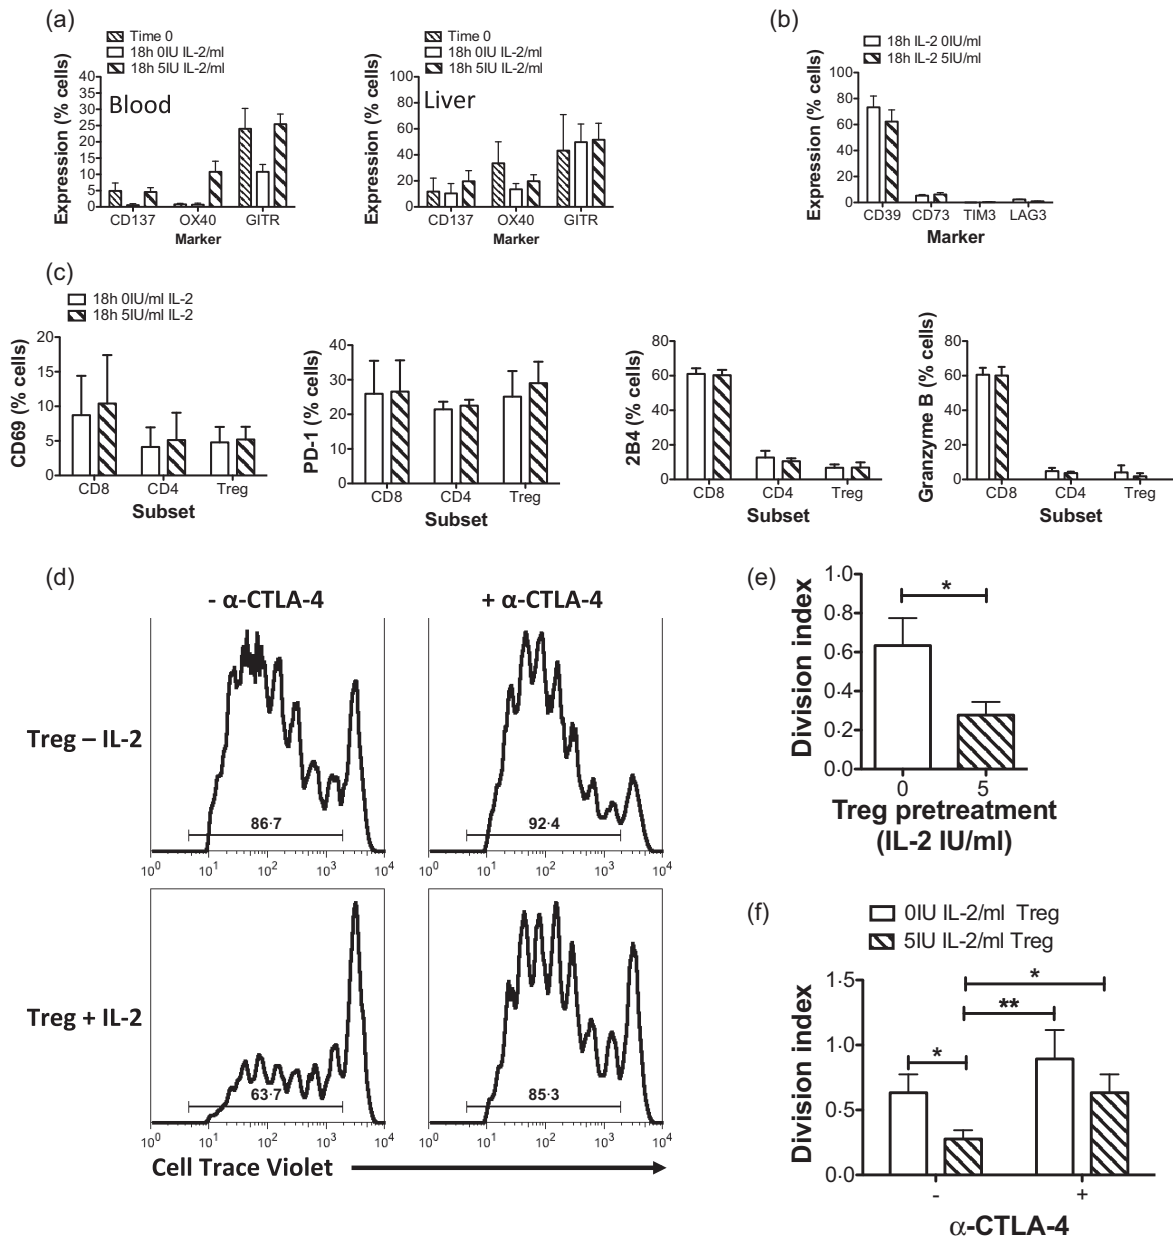 (a)
Time 0
18h 0IU IL-2/ml
18h 5IU IL-2/ml
Expression (% cells)
40
35
30
25
20
15
10
5
0
Blood
CD137 OX40 GITR
Marker
Time 0
18h 0IU IL-2/ml
18h 5IU IL-2/ml
Expression (% cells)
100
80
60
40
20
0
Liver
CD137 OX40 GITR
Marker
(b)
18h IL-2 0IU/ml
18h IL-2 5IU/ml
Expression (% cells)
100
80
60
40
20
0
CD39 CD73 TIM3 LAG3
Marker
(c)
18h 0IU/ml IL-2
18h 5IU/ml IL-2
CD69 (% cells)
20
15
10
5
0
CD8 CD4 Treg
Subset
PD-1 (% cells)
40
30
20
10
0
CD8 CD4 Treg
Subset
2B4 (% cells)
80
60
40
20
0
CD8 CD4 Treg
Subset
Granzyme B (% cells)
80
60
40
20
0
CD8 CD4 Treg
Subset
(d)
- α-CTLA-4 + α-CTLA-4
Treg – IL-2
86·7
10⁰ 10¹ 10² 10³ 10⁴
92·4
10⁰ 10¹ 10² 10³ 10⁴
Treg + IL-2
63·7
10⁰ 10¹ 10² 10³ 10⁴
85·3
10⁰ 10¹ 10² 10³ 10⁴
Cell Trace Violet
(e)
Division index
1·0
0·8
0·6
0·4
0·2
0·0
*
0 5
Treg pretreatment
(IL-2 IU/ml)
(f)
0IU IL-2/ml Treg
5IU IL-2/ml Treg
Division index
1·5
1·0
0·5
0·0
*
**
*
- +
α-CTLA-4